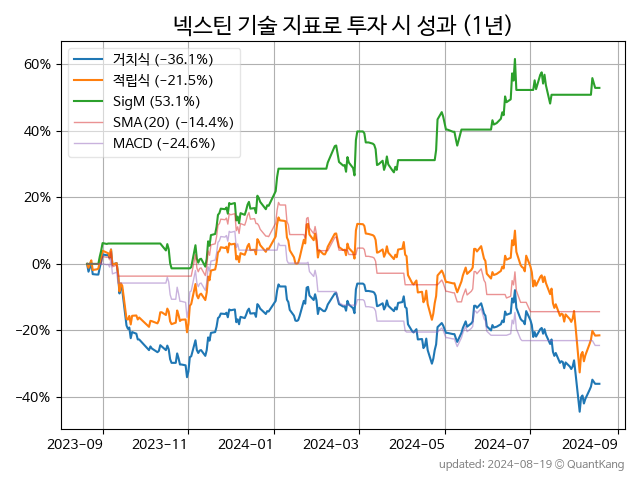 넥스틴 기술 지표로 투자 시 성과 (1년)
거치식 (−36.1%)
적립식 (−21.5%)
SigM (53.1%)
SMA(20) (−14.4%)
MACD (−24.6%)
60%
40%
20%
0%
−20%
−40%
2023-09 2023-11 2024-01 2024-03 2024-05 2024-07 2024-09
updated: 2024-08-19 © QuantKang